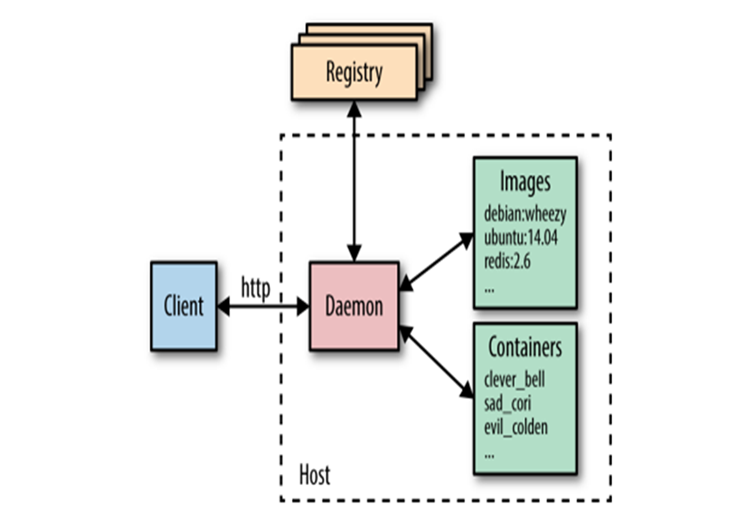 Registry
Images
debian:wheezy
ubuntu:14.04
redis:2.6
...
http
Client
Daemon
Containers
clever_bell
sad_cori
evil_colden
...
Host